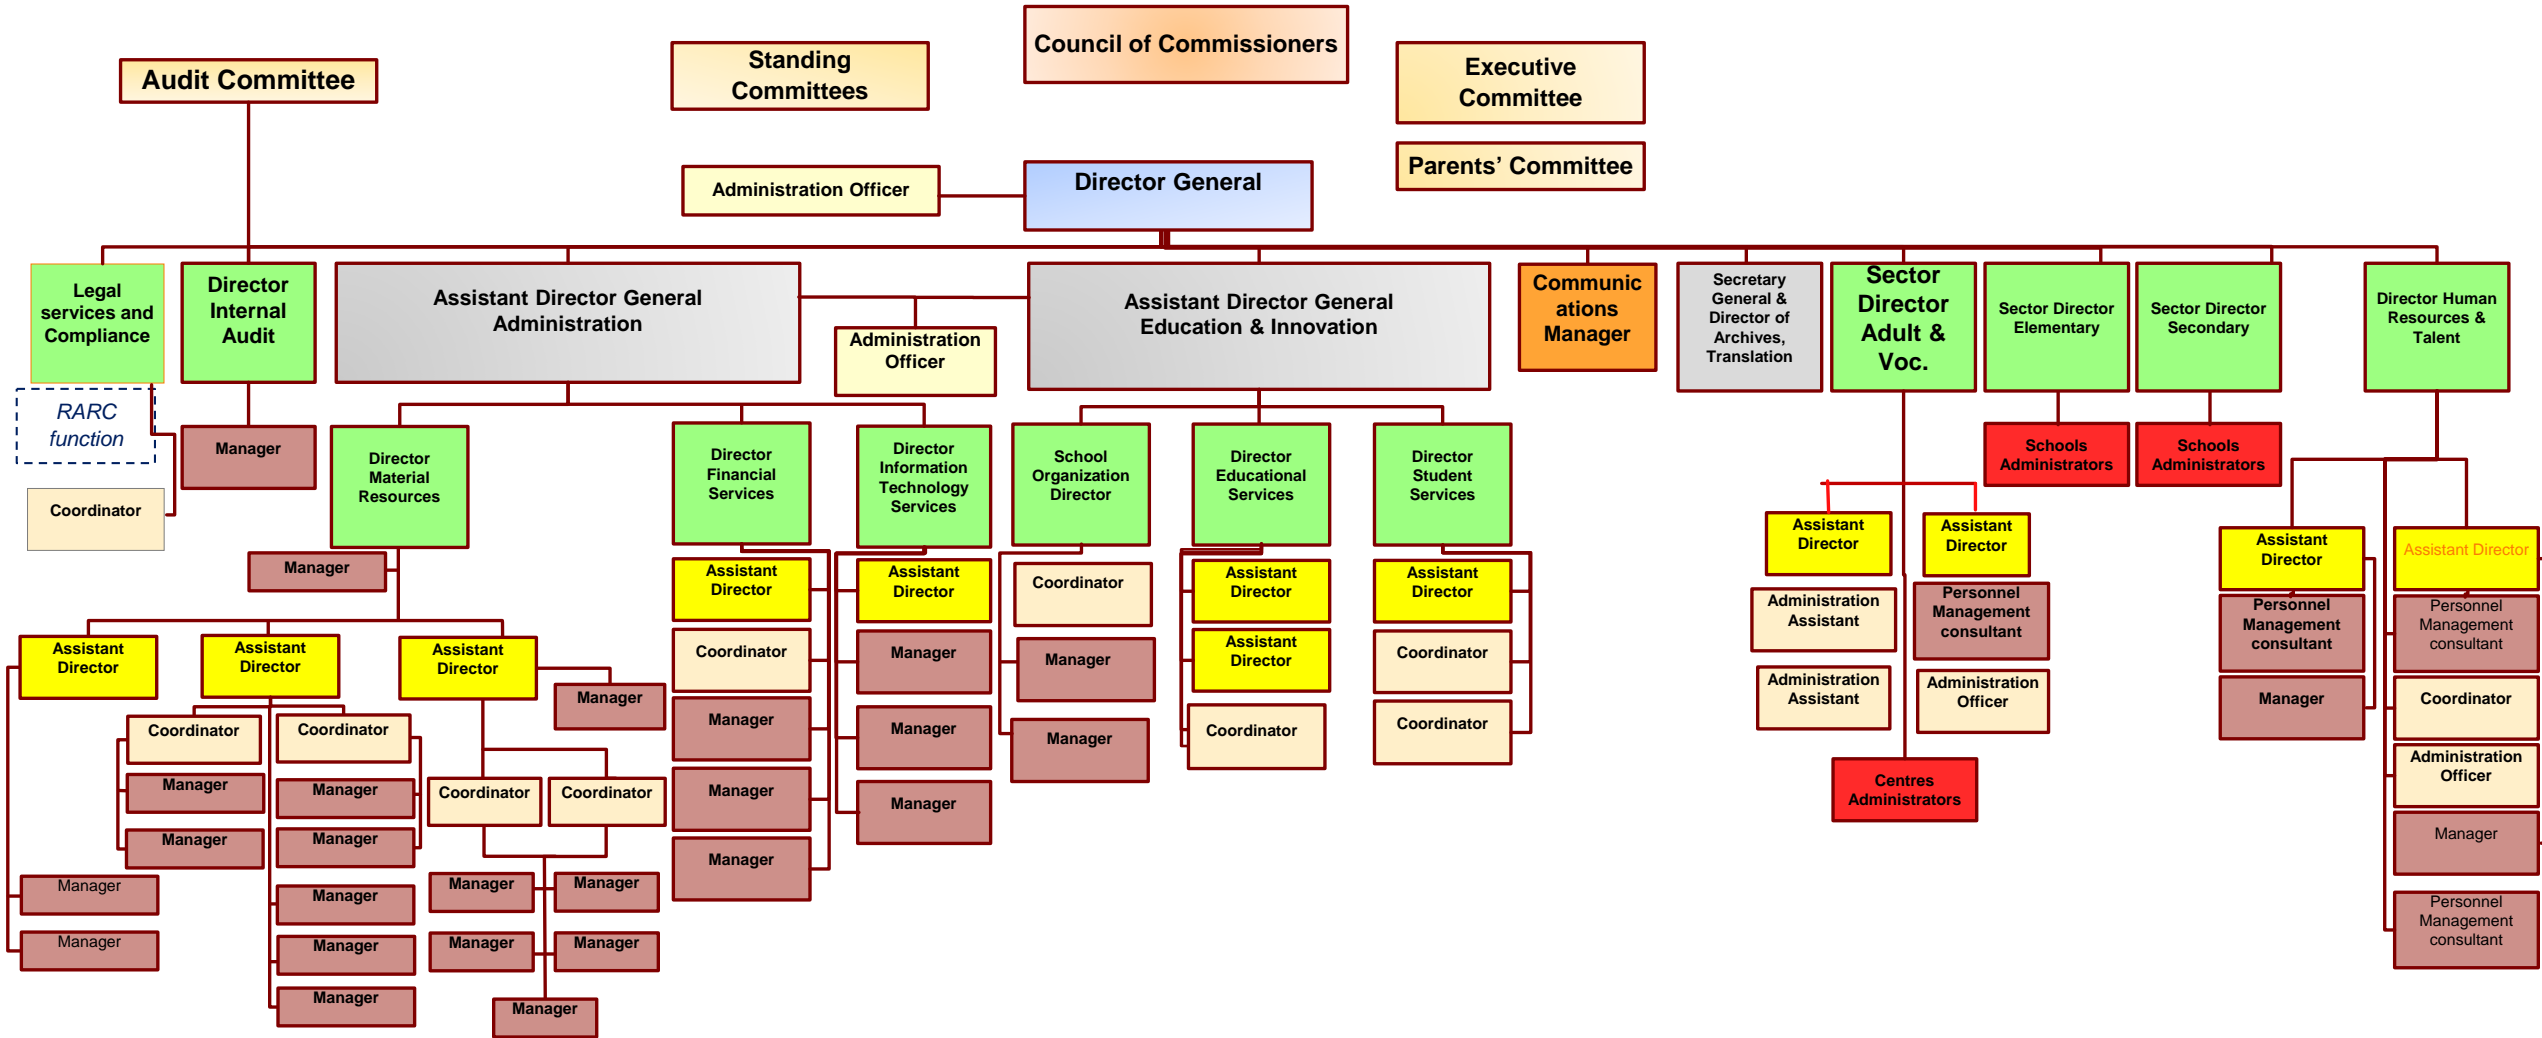 Council of Commissioners
Standing
Committees
Executive
Committee
Audit Committee
Parents' Committee
Administration Officer
Director General
Legal
services and
Compliance
Director
Internal
Audit
Assistant Director General
Administration
Administration
Officer
Assistant Director General
Education & Innovation
Communic
ations
Manager
Secretary
General &
Director of
Archives,
Translation
Sector
Director
Adult &
Voc.
Sector Director
Elementary
Sector Director
Secondary
Director Human
Resources &
Talent
RARC
function
Coordinator
Manager
Director
Material
Resources
Director
Financial
Services
Director
Information
Technology
Services
School
Organization
Director
Director
Educational
Services
Director
Student
Services
Schools
Administrators
Schools
Administrators
Manager
Assistant
Director
Assistant
Director
Assistant
Director
Manager
Coordinator
Coordinator
Manager
Manager
Manager
Manager
Coordinator
Coordinator
Manager
Manager
Manager
Manager
Manager
Manager
Manager
Manager
Manager
Manager
Assistant
Director
Coordinator
Manager
Manager
Manager
Assistant
Director
Manager
Manager
Manager
Coordinator
Manager
Manager
Assistant
Director
Assistant
Director
Coordinator
Assistant
Director
Coordinator
Coordinator
Assistant
Director
Assistant
Director
Administration
Assistant
Personnel
Management
consultant
Administration
Assistant
Administration
Officer
Centres
Administrators
Assistant
Director
Personnel
Management
consultant
Manager
Assistant Director
Personnel
Management
consultant
Coordinator
Administration
Officer
Manager
Personnel
Management
consultant